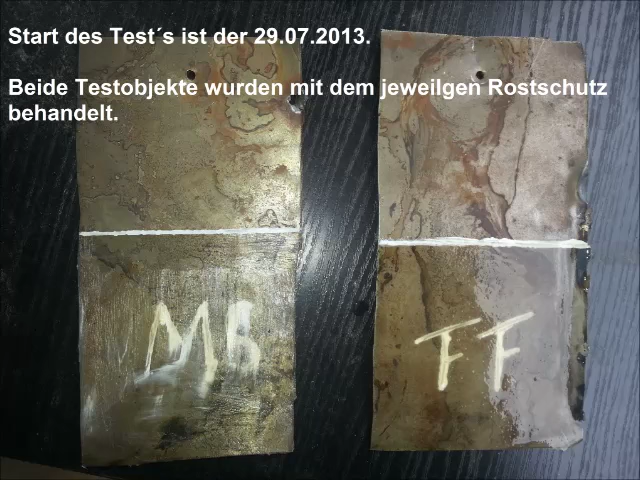 Start des Test´s ist der 29.07.2013.
Beide Testobjekte wurden mit dem jeweilgen Rostschutz
behandelt.
MB
FF